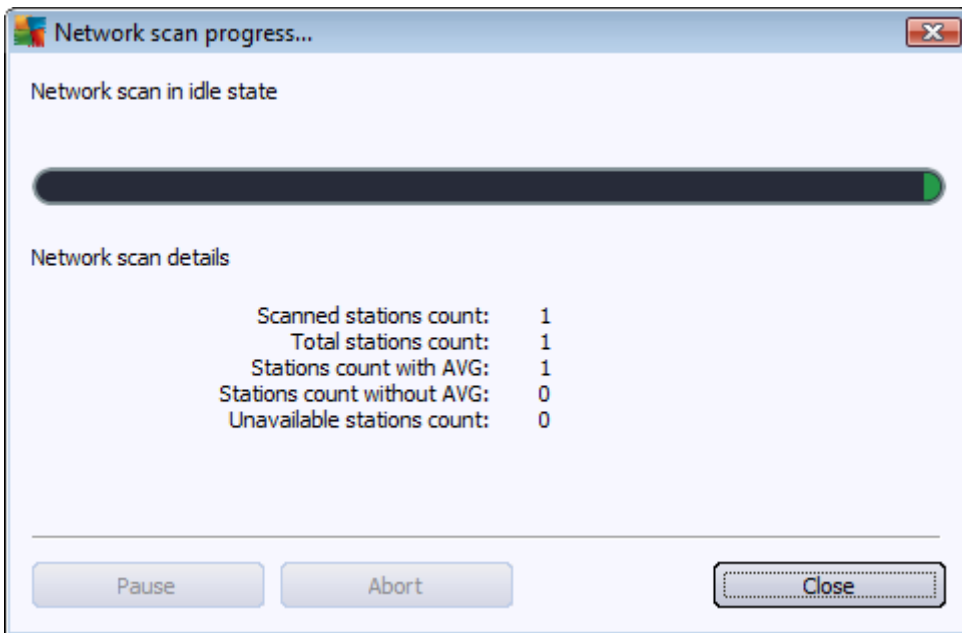 Network scan progress...
Network scan in idle state
Network scan details
Scanned stations count: 1
Total stations count: 1
Stations count with AVG: 1
Stations count without AVG: 0
Unavailable stations count: 0
Pause Abort Close